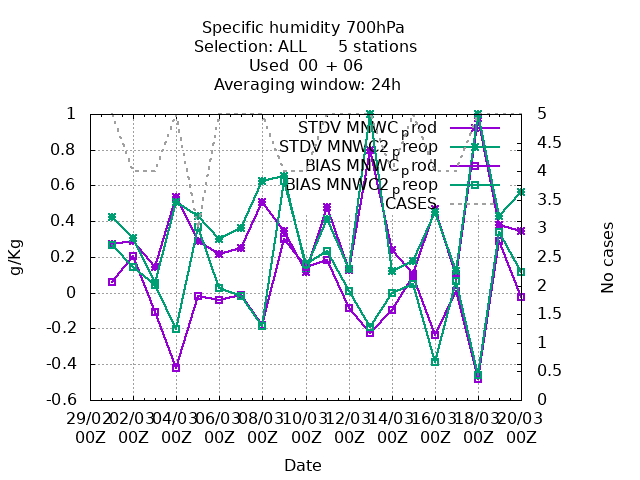 Specific humidity 700hPa
Selection: ALL 5 stations
Used 00 + 06
Averaging window: 24h
1
0.8
0.6
0.4
0.2
0
-0.2
-0.4
-0.6
g/Kg
STDV MNWC_prod
STDV MNWC2_preop
BIAS MNWC_prod
BIAS MNWC2_preop
CASES
5
4.5
4
3.5
3
2.5
2
1.5
1
0.5
0
No cases
29/02 02/03 04/03 06/03 08/03 10/03 12/03 14/03 16/03 18/03 20/03
00Z 00Z 00Z 00Z 00Z 00Z 00Z 00Z 00Z 00Z 00Z
Date